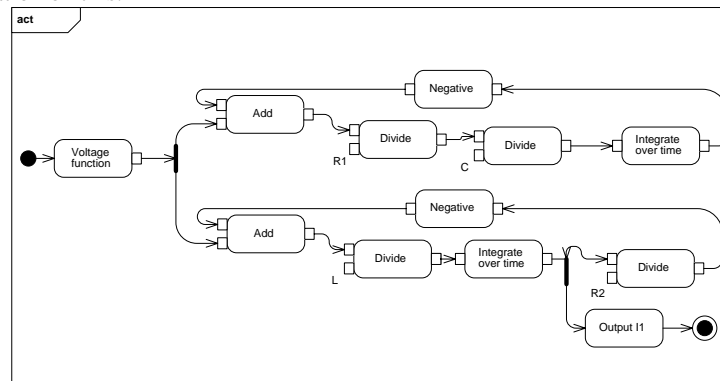 act
Negative
Add
Divide
R1
Divide
C
Integrate
over time
Voltage
function
Negative
Add
Divide
L
Integrate
over time
Divide
R2
Output I1